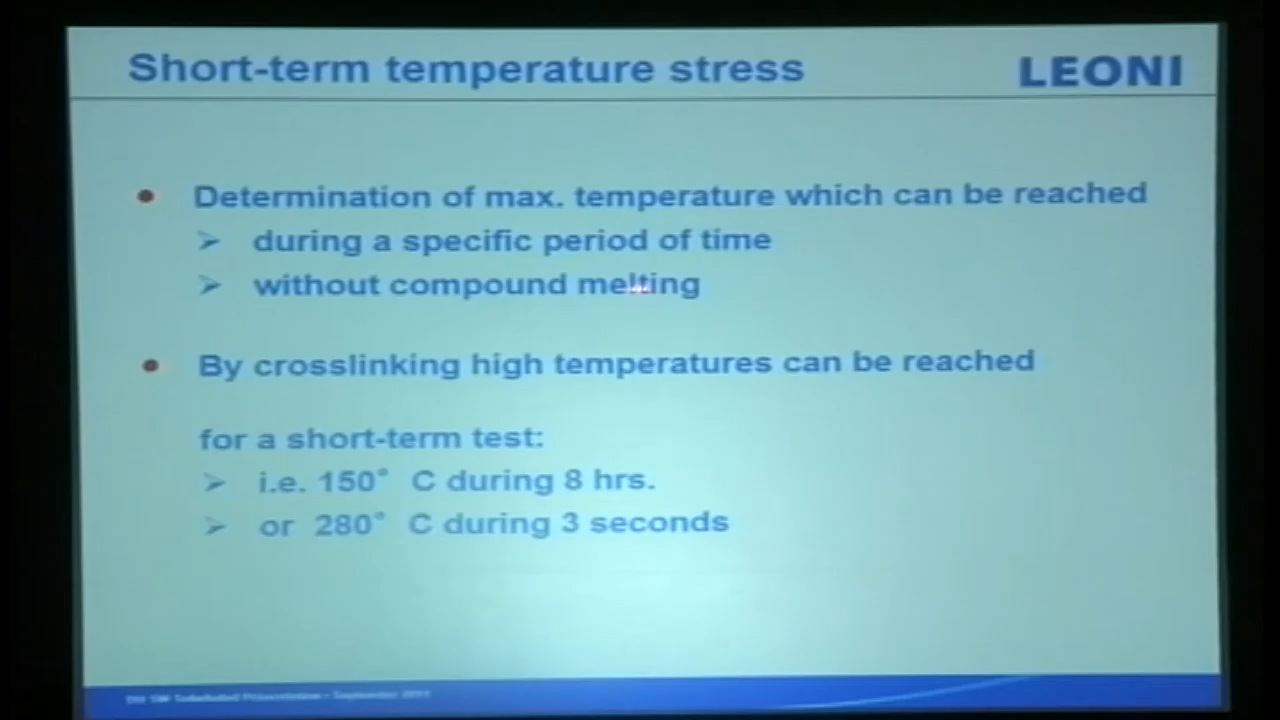 Short-term temperature stress
LEONI
• Determination of max. temperature which can be reached
➢ during a specific period of time
➢ without compound melting
• By crosslinking high temperatures can be reached
for a short-term test:
➢ i.e. 150° C during 8 hrs.
➢ or 280° C during 3 seconds
September